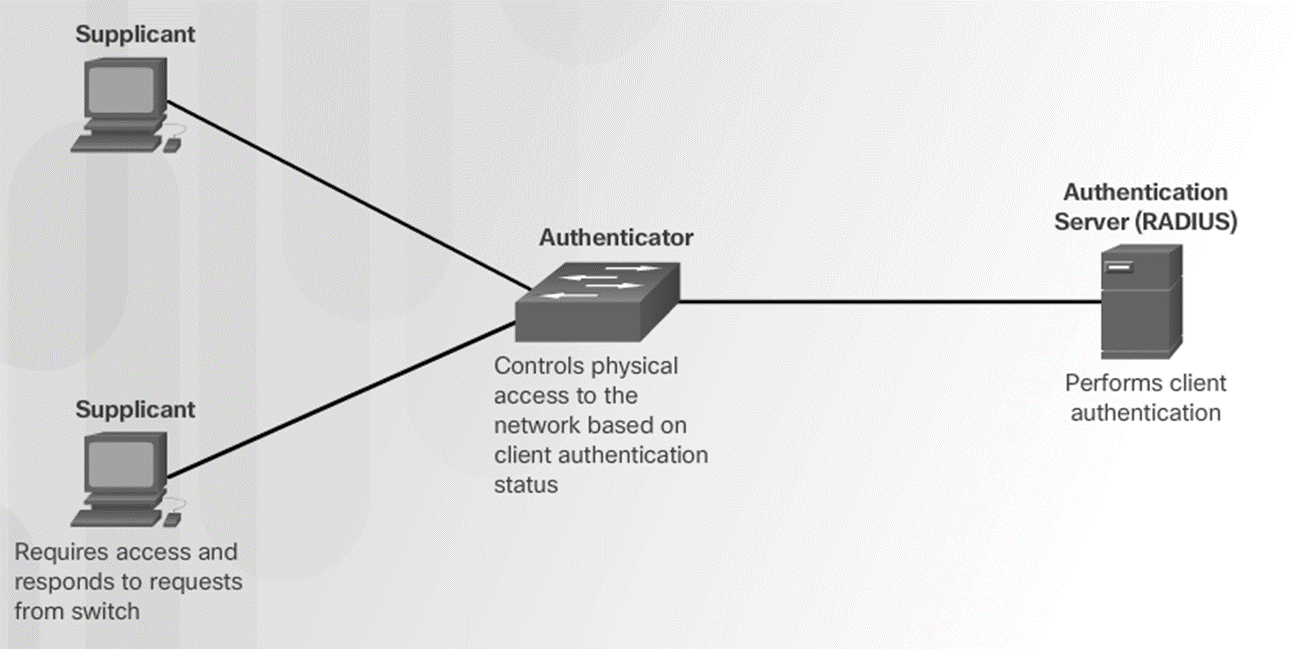 Supplicant
Authentication
Server (RADIUS)
Authenticator
Controls physical
access to the
network based on
client authentication
status
Performs client
authentication
Supplicant
Requires access and
responds to requests
from switch